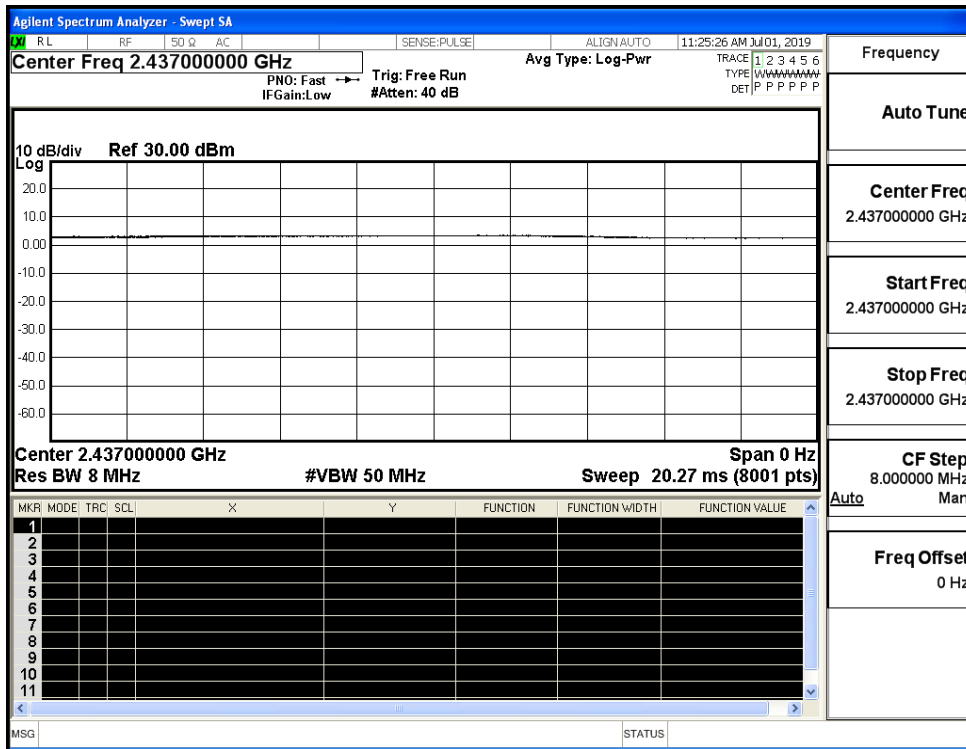 Agilent Spectrum Analyzer - Swept SA
LXI RL RF 50 Ω AC SENSE:PULSE ALIGNAUTO 11:25:26 AM Jul01, 2019
Center Freq 2.437000000 GHz
PNO: Fast
IFGain:Low
Trig: Free Run
#Atten: 40 dB
Avg Type: Log-Pwr
TRACE 1 2 3 4 5 6
TYPE WWWWWW
DET P P P P P P
10 dB/div Ref 30.00 dBm
Log
20.0
10.0
0.00
-10.0
-20.0
-30.0
-40.0
-50.0
-60.0
Center 2.437000000 GHz Span 0 Hz
Res BW 8 MHz #VBW 50 MHz Sweep 20.27 ms (8001 pts)
MKR MODE TRC SCL X Y FUNCTION FUNCTION WIDTH FUNCTION VALUE
1
2
3
4
5
6
7
8
9
10
11
MSG STATUS
Frequency
Auto Tune
Center Freq
2.437000000 GHz
Start Freq
2.437000000 GHz
Stop Freq
2.437000000 GHz
CF Step
8.000000 MHz
Auto Man
Freq Offset
0 Hz